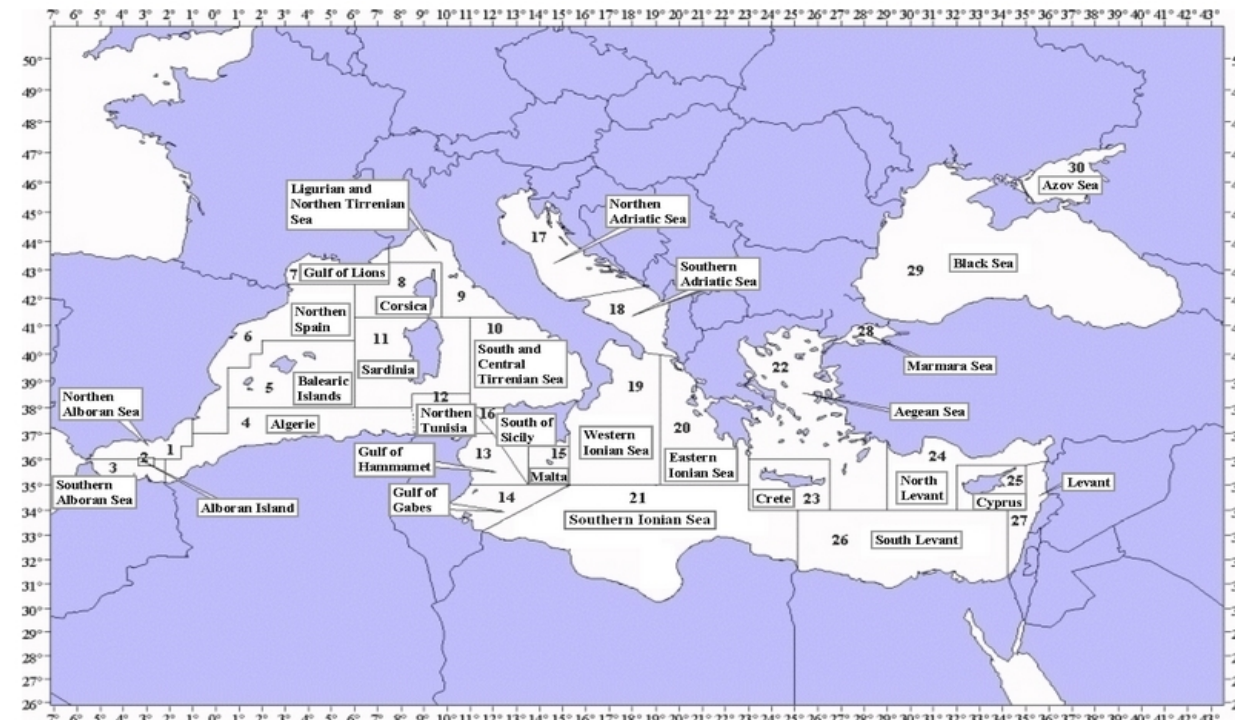 7° 6° 5° 4° 3° 2° 1° 0° 1° 2° 3° 4° 5° 6° 7° 8° 9° 10° 11° 12° 13° 14° 15° 16° 17° 18° 19° 20° 21° 22° 23° 24° 25° 26° 27° 28° 29° 30° 31° 32° 33° 34° 35° 36° 37° 38° 39° 40° 41° 42° 43°
50°
49°
48°
47°
46°
45°
44°
43°
42°
41°
40°
39°
38°
37°
36°
35°
34°
33°
32°
31°
30°
29°
28°
27°
26°
30
Azov Sea
Ligurian and
Northen Tirrenian
Sea
Northen
Adriatic Sea
17
29
Black Sea
Southern
Adriatic Sea
7
Gulf of Lions
8
Corsica
9
18
Northen
Spain
6
11
Sardinia
10
South and
Central
Tirrenian Sea
28
Marmara Sea
22
Aegean Sea
5
Balearic
Islands
19
Northen
Alboran Sea
4
Algerie
12
Northen
Tunisia
16
South of
Sicily
20
1
2
3
Southern
Alboran Sea
Alboran Island
Gulf of
Hammamet
13
15
Malta
Western
Ionian Sea
Eastern
Ionian Sea
24
North
Levant
25
Cyprus
Levant
Gulf of
Gabes
14
21
Southern Ionian Sea
Crete
23
26
South Levant
27
7° 6° 5° 4° 3° 2° 1° 0° 1° 2° 3° 4° 5° 6° 7° 8° 9° 10° 11° 12° 13° 14° 15° 16° 17° 18° 19° 20° 21° 22° 23° 24° 25° 26° 27° 28° 29° 30° 31° 32° 33° 34° 35° 36° 37° 38° 39° 40° 41° 42° 43°